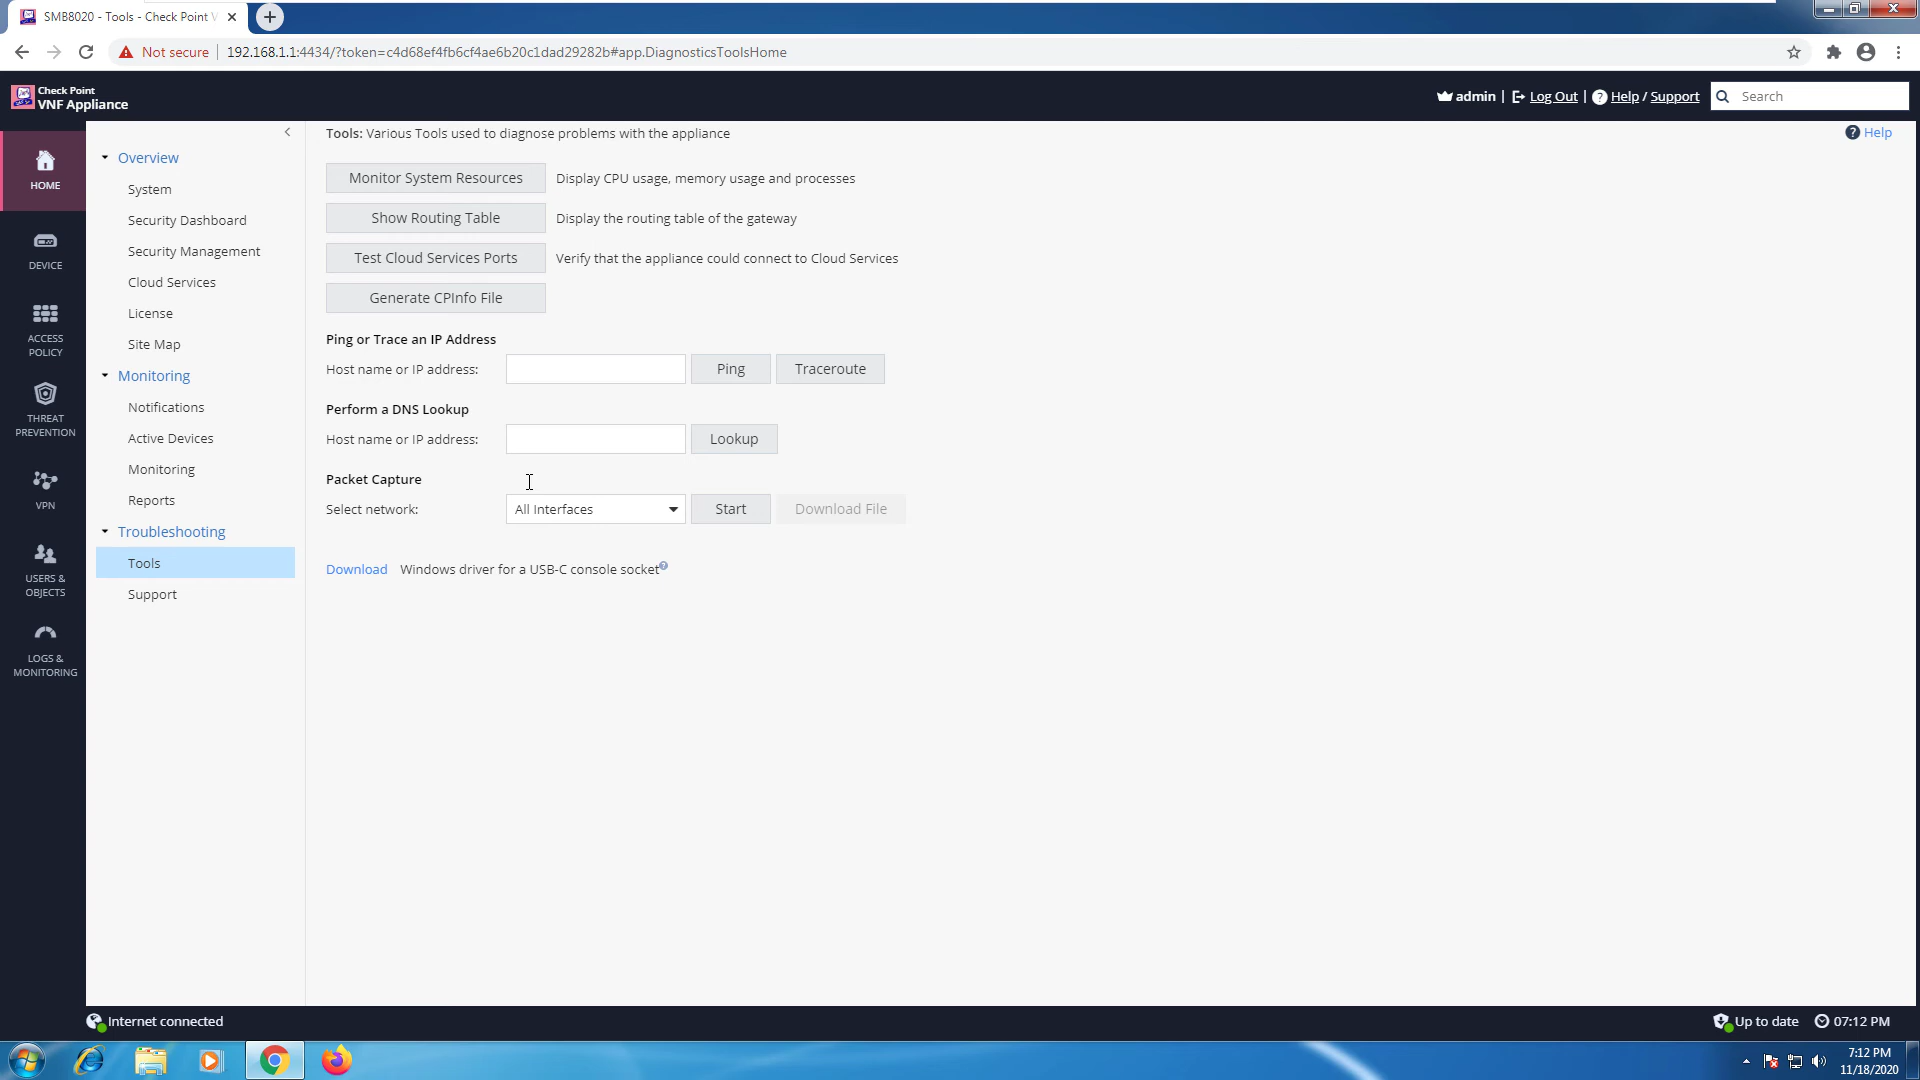 SMB8020 - Tools - Check Point V
Not secure
192.168.1.1:4434/?token=c4d68ef4fb6cf4ae6b20c1dad29282b#app.DiagnosticsToolsHome
Check Point
VNF Appliance
admin | Log Out | Help / Support
Search
HOME
DEVICE
ACCESS
POLICY
THREAT
PREVENTION
VPN
USERS &
OBJECTS
LOGS &
MONITORING
Overview
System
Security Dashboard
Security Management
Cloud Services
License
Site Map
Monitoring
Notifications
Active Devices
Monitoring
Reports
Troubleshooting
Tools
Support
Tools: Various Tools used to diagnose problems with the appliance
Help
Monitor System Resources Display CPU usage, memory usage and processes
Show Routing Table Display the routing table of the gateway
Test Cloud Services Ports Verify that the appliance could connect to Cloud Services
Generate CPInfo File
Ping or Trace an IP Address
Host name or IP address: Ping Traceroute
Perform a DNS Lookup
Host name or IP address: Lookup
Packet Capture
Select network: All Interfaces Start Download File
Download Windows driver for a USB-C console socket
Internet connected
Up to date 07:12 PM
7:12 PM
11/18/2020